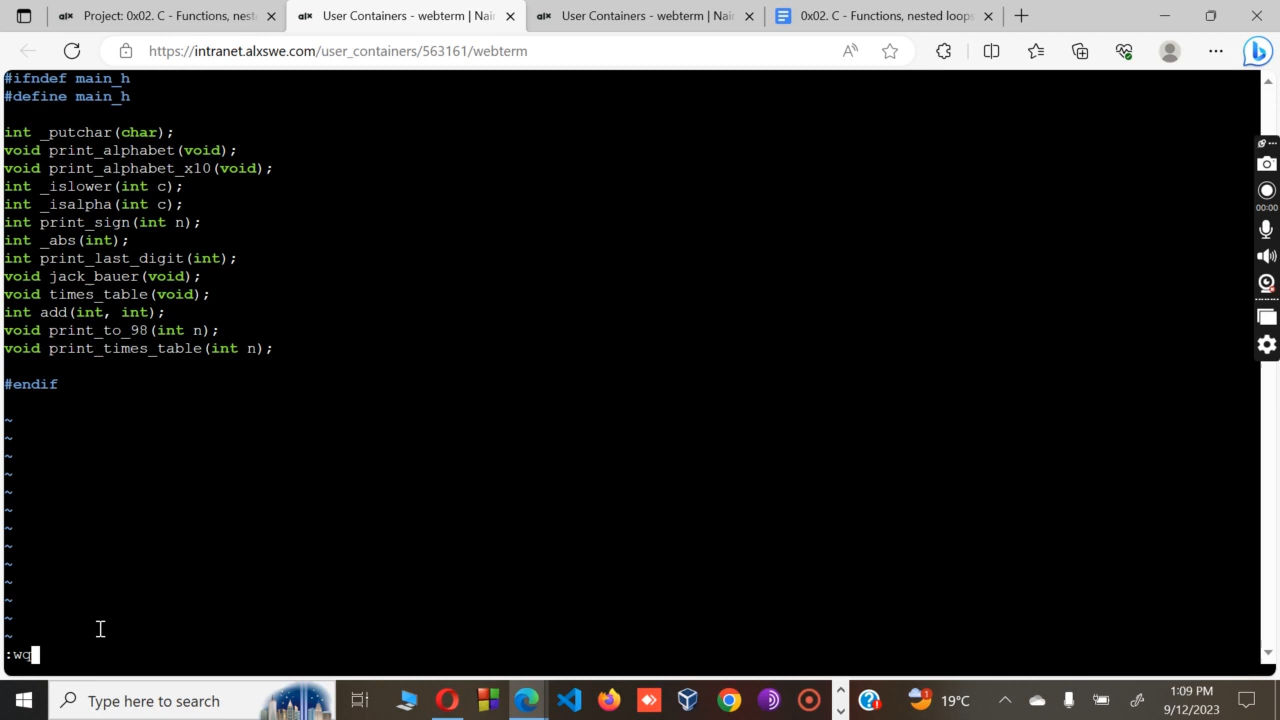 Project: 0x02. C - Functions, nest
User Containers - webterm | Nai
User Containers - webterm | Nai
0x02. C - Functions, nested loops
https://intranet.alxswe.com/user_containers/563161/webterm
#ifndef main_h
#define main_h
int _putchar(char);
void print_alphabet(void);
void print_alphabet_x10(void);
int _islower(int c);
int _isalpha(int c);
int print_sign(int n);
int _abs(int);
int print_last_digit(int);
void jack_bauer(void);
void times_table(void);
int add(int, int);
void print_to_98(int n);
void print_times_table(int n);
#endif
~
~
~
~
~
~
~
~
~
~
~
~
~
:wq
00:00
Type here to search
1
19°C
1:09 PM
9/12/2023